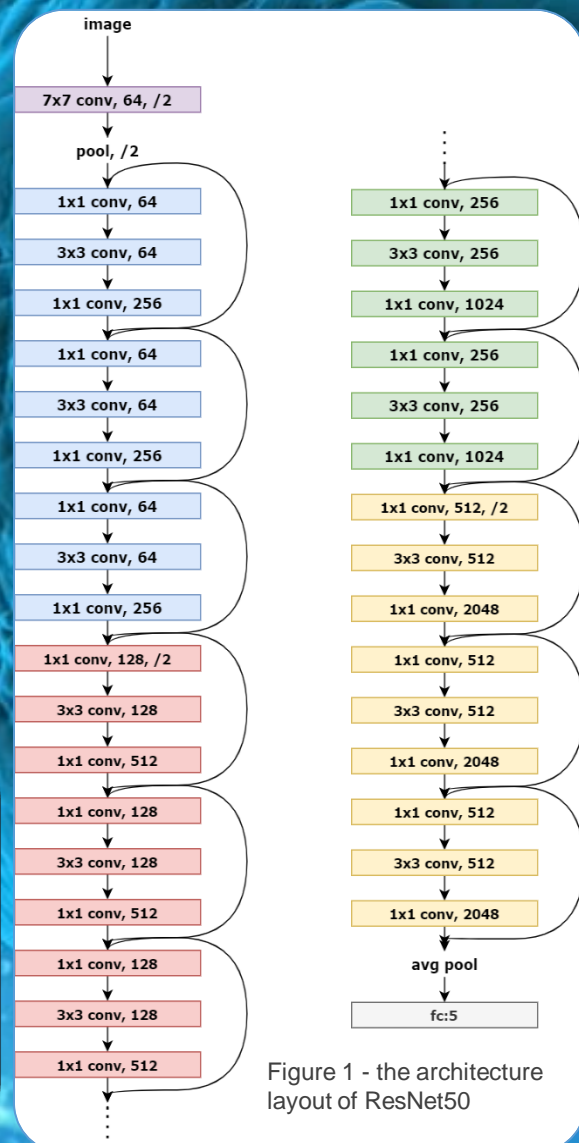 image
7x7 conv, 64, /2
pool, /2
1x1 conv, 64
3x3 conv, 64
1x1 conv, 256
1x1 conv, 64
3x3 conv, 64
1x1 conv, 256
1x1 conv, 64
3x3 conv, 64
1x1 conv, 256
1x1 conv, 128, /2
3x3 conv, 128
1x1 conv, 512
1x1 conv, 128
3x3 conv, 128
1x1 conv, 512
1x1 conv, 128
3x3 conv, 128
1x1 conv, 512
1x1 conv, 256
3x3 conv, 256
1x1 conv, 1024
1x1 conv, 256
3x3 conv, 256
1x1 conv, 1024
1x1 conv, 512, /2
3x3 conv, 512
1x1 conv, 2048
1x1 conv, 512
3x3 conv, 512
1x1 conv, 2048
1x1 conv, 512
3x3 conv, 512
1x1 conv, 2048
avg pool
fc:5
Figure 1 - the architecture
layout of ResNet50